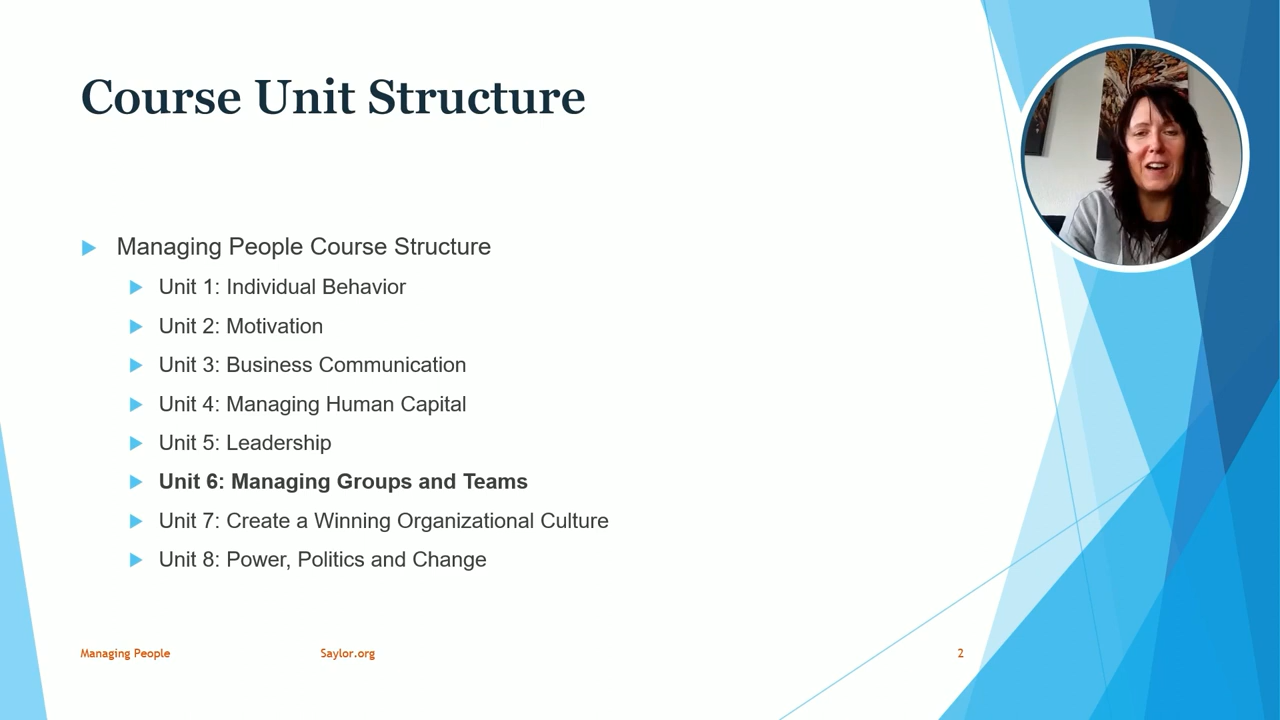 Course Unit Structure
Managing People Course Structure
Unit 1: Individual Behavior
Unit 2: Motivation
Unit 3: Business Communication
Unit 4: Managing Human Capital
Unit 5: Leadership
Unit 6: Managing Groups and Teams
Unit 7: Create a Winning Organizational Culture
Unit 8: Power, Politics and Change
Managing People Saylor.org 2